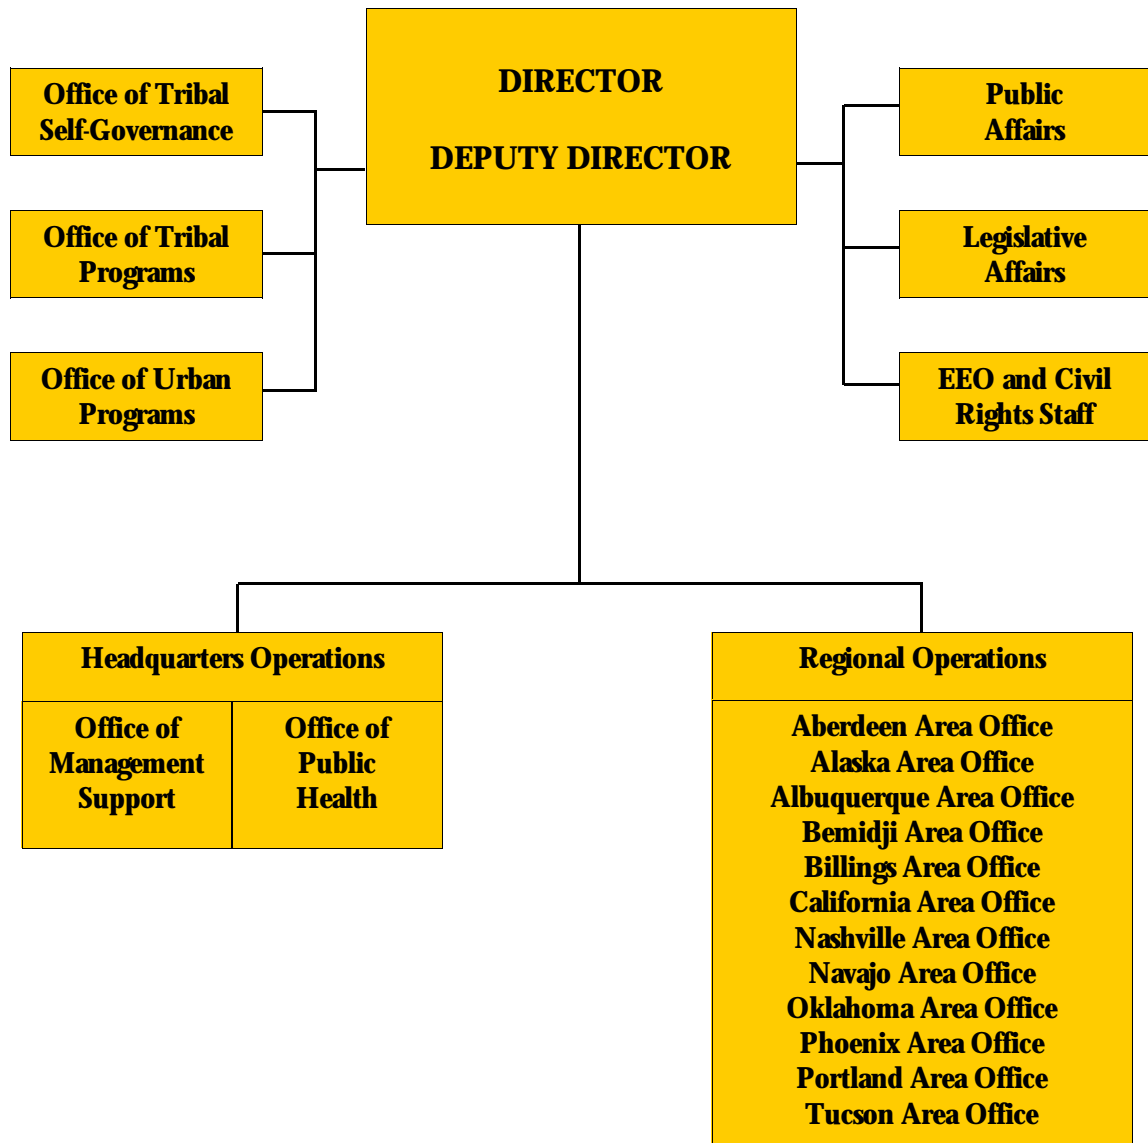 DIRECTOR
DEPUTY DIRECTOR
Office of Tribal
Self-Governance
Office of Tribal
Programs
Office of Urban
Programs
Public
Affairs
Legislative
Affairs
EEO and Civil
Rights Staff
Headquarters Operations
Office of
Management
Support
Office of
Public
Health
Regional Operations
Aberdeen Area Office
Alaska Area Office
Albuquerque Area Office
Bemidji Area Office
Billings Area Office
California Area Office
Nashville Area Office
Navajo Area Office
Oklahoma Area Office
Phoenix Area Office
Portland Area Office
Tucson Area Office